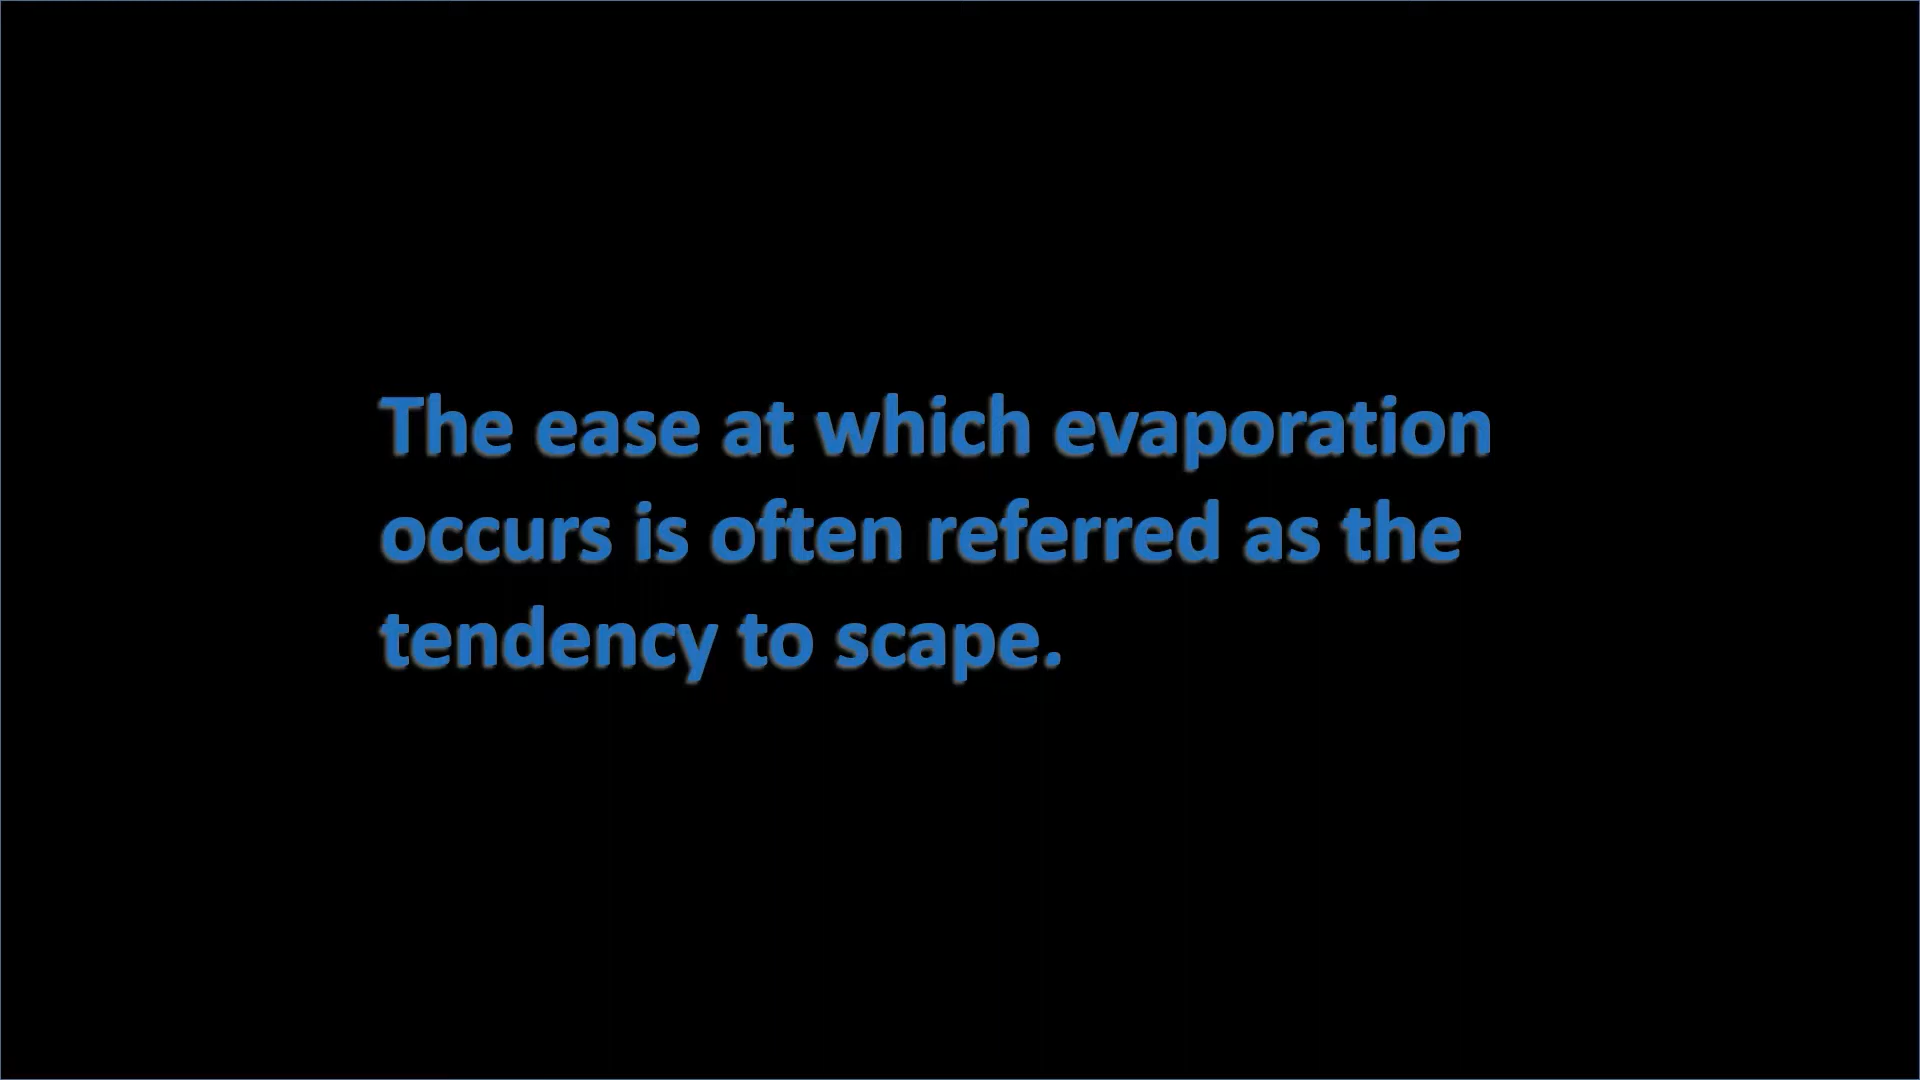 The ease at which evaporation
occurs is often referred as the
tendency to scape.